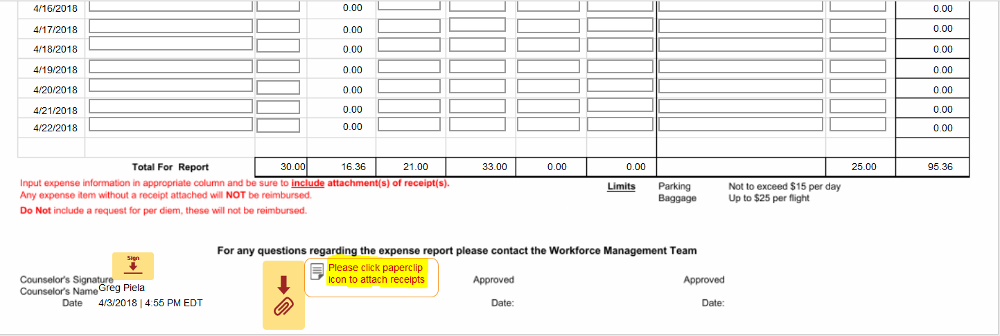 4/16/2018 0.00 0.00
4/17/2018 0.00 0.00
4/18/2018 0.00 0.00
4/19/2018 0.00 0.00
4/20/2018 0.00 0.00
4/21/2018 0.00 0.00
4/22/2018 0.00 0.00
Total For Report 30.00 16.36 21.00 33.00 0.00 0.00 25.00 95.36
Input expense information in appropriate column and be sure to include attachment(s) of receipt(s).
Any expense item without a receipt attached will NOT be reimbursed.
Do Not include a request for per diem, these will not be reimbursed.
Limits Parking Not to exceed $15 per day
Baggage Up to $25 per flight
For any questions regarding the expense report please contact the Workforce Management Team
Sign
Please click paperclip
icon to attach receipts
Counselor's Signature Approved Approved
Counselor's Name Greg Piela
Date 4/3/2018 | 4:55 PM EDT Date: Date: